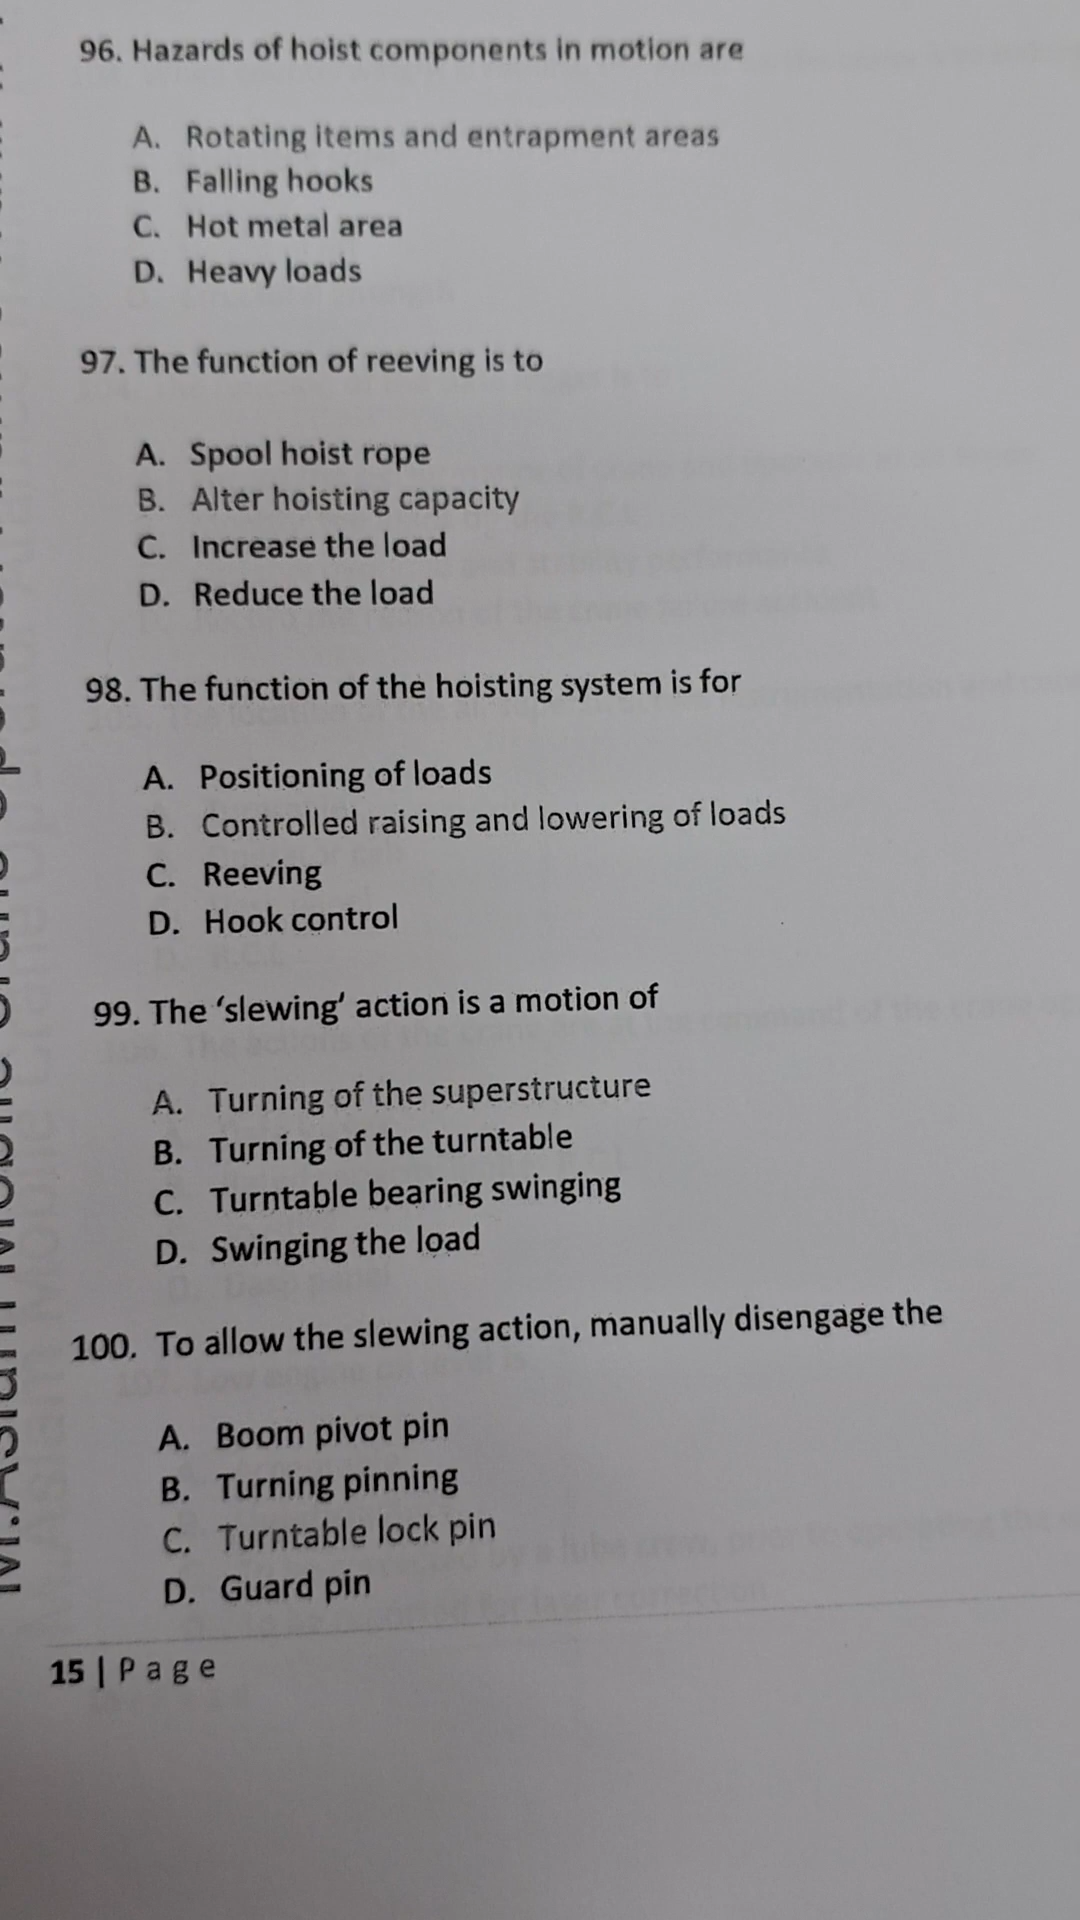 96. Hazards of hoist components in motion are
A. Rotating items and entrapment areas
B. Falling hooks
C. Hot metal area
D. Heavy loads
97. The function of reeving is to
A. Spool hoist rope
B. Alter hoisting capacity
C. Increase the load
D. Reduce the load
98. The function of the hoisting system is for
A. Positioning of loads
B. Controlled raising and lowering of loads
C. Reeving
D. Hook control
99. The ‘slewing’ action is a motion of
A. Turning of the superstructure
B. Turning of the turntable
C. Turntable bearing swinging
D. Swinging the load
100. To allow the slewing action, manually disengage the
A. Boom pivot pin
B. Turning pinning
C. Turntable lock pin
D. Guard pin
15 | P a g e